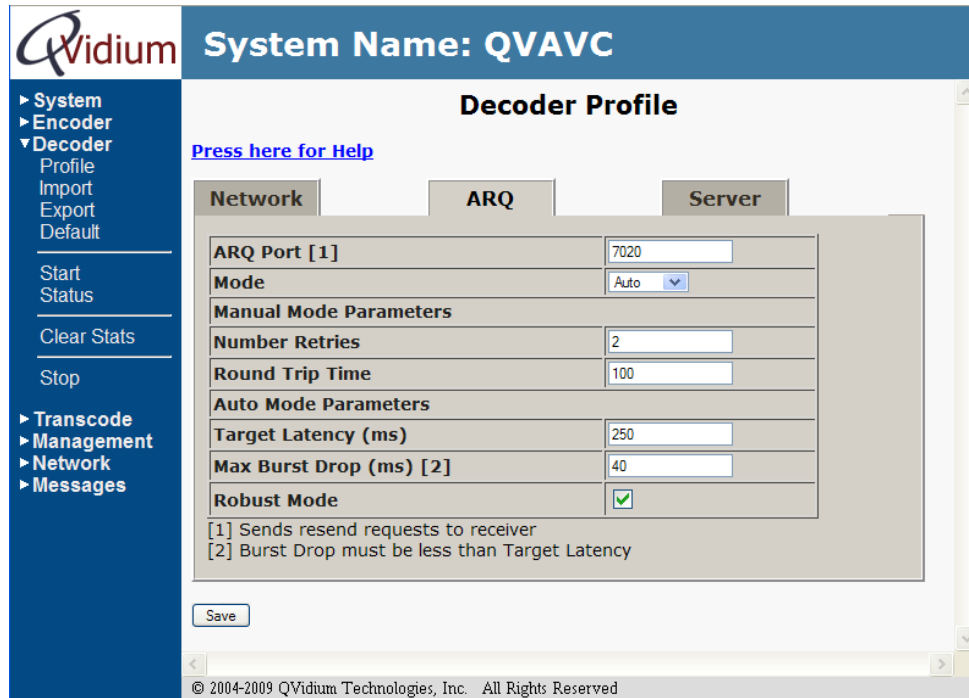 QVidium
System Name: QVAVC
System
Encoder
Decoder
Profile
Import
Export
Default
Start
Status
Clear Stats
Stop
Transcode
Management
Network
Messages
Decoder Profile
Press here for Help
Network ARQ Server
ARQ Port [1] 7020
Mode Auto
Manual Mode Parameters
Number Retries 2
Round Trip Time 100
Auto Mode Parameters
Target Latency (ms) 250
Max Burst Drop (ms) [2] 40
Robust Mode
[1] Sends resend requests to receiver
[2] Burst Drop must be less than Target Latency
Save
© 2004-2009 QVidium Technologies, Inc. All Rights Reserved